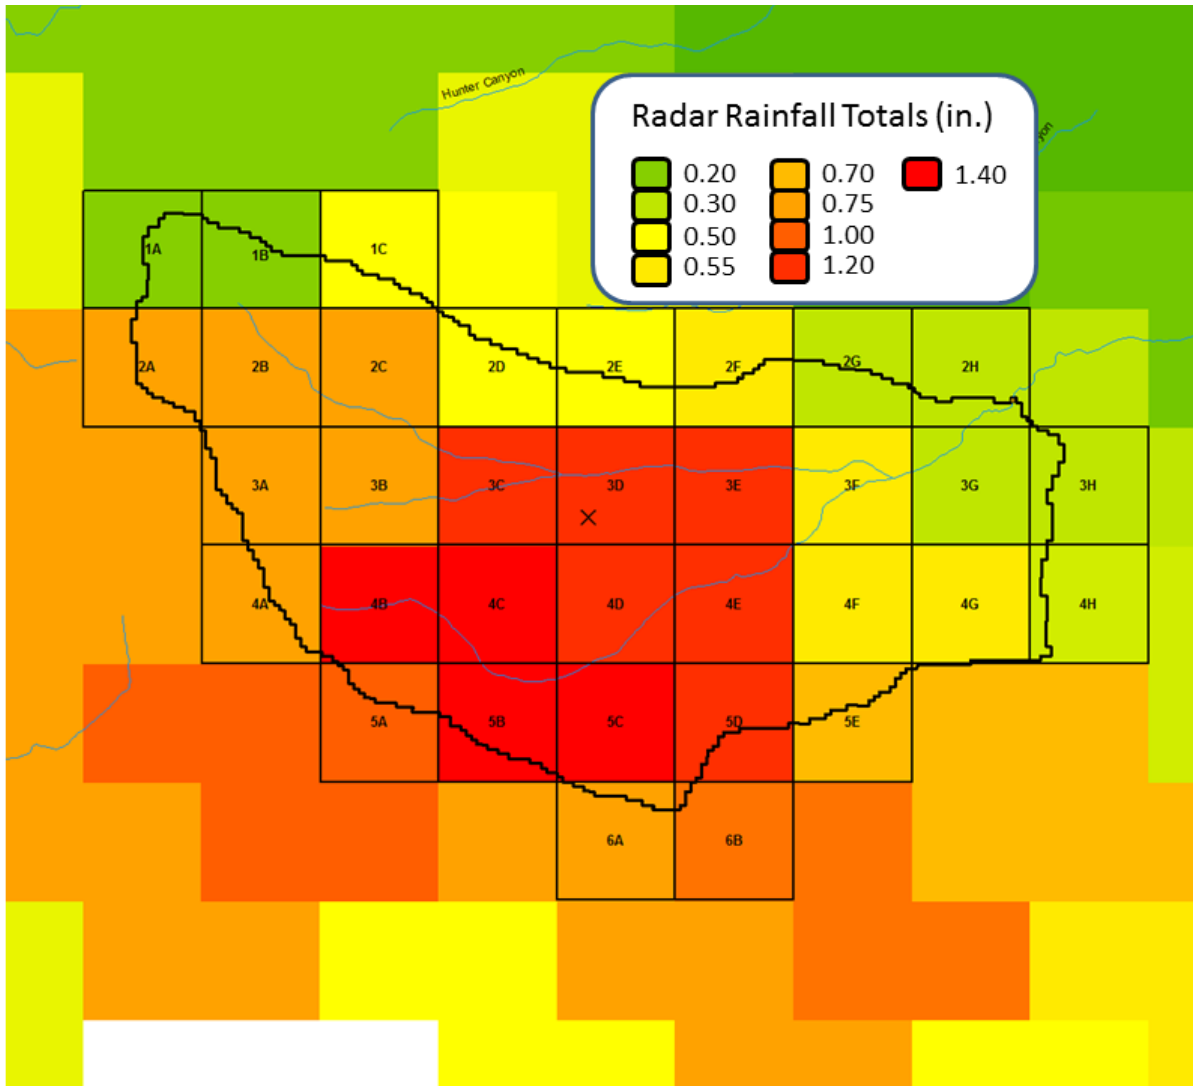 Hunter Canyon
Radar Rainfall Totals (in.)
0.20 0.70 1.40
0.30 0.75
0.50 1.00
0.55 1.20
yon
1A 1B 1C
2A 2B 2C 2D 2E 2F 2G 2H
3A 3B 3C 3D 3E 3F 3G 3H
4A 4B 4C 4D 4E 4F 4G 4H
5A 5B 5C 5D 5E
6A 6B